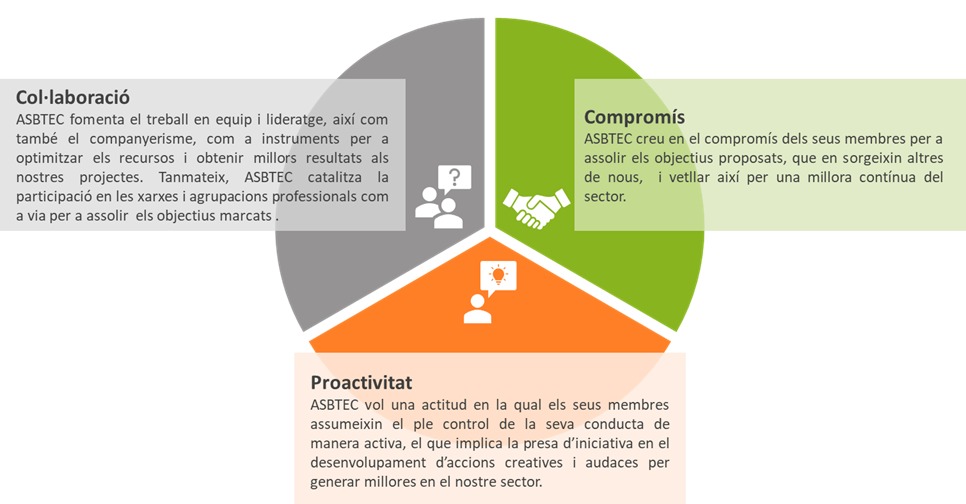 Col·laboració
ASBTEC fomenta el treball en equip i lideratge, així com
també el companyerisme, com a instruments per a
optimitzar els recursos i obtenir millors resultats als
nostres projectes. Tanmateix, ASBTEC catalitza la
participació en les xarxes i agrupacions professionals com
a via per a assolir els objectius marcats .
?
Compromís
ASBTEC creu en el compromís dels seus membres per a
assolir els objectius proposats, que en sorgeixin altres
de nous, i vetllar així per una millora contínua del
sector.
Proactivitat
ASBTEC vol una actitud en la qual els seus membres
assumeixin el ple control de la seva conducta de
manera activa, el que implica la presa d’iniciativa en el
desenvolupament d’accions creatives i audaces per
generar millores en el nostre sector.